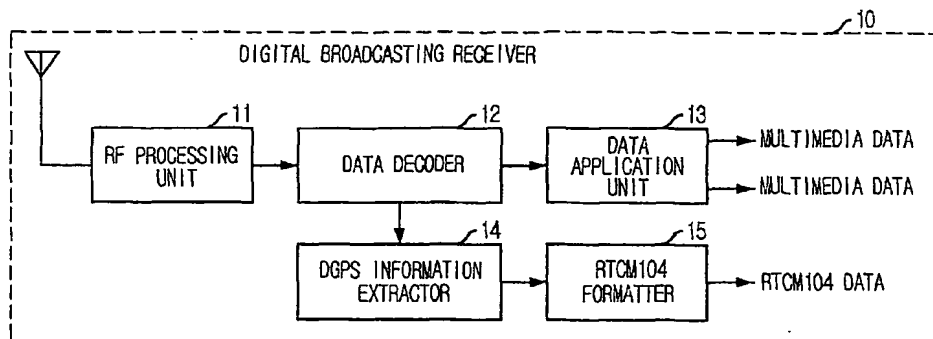 10
DIGITAL BROADCASTING RECEIVER
11
RF PROCESSING
UNIT
12
DATA DECODER
13
DATA
APPLICATION
UNIT
MULTIMEDIA DATA
MULTIMEDIA DATA
14
DGPS INFORMATION
EXTRACTOR
15
RTCM104
FORMATTER
RTCM104 DATA